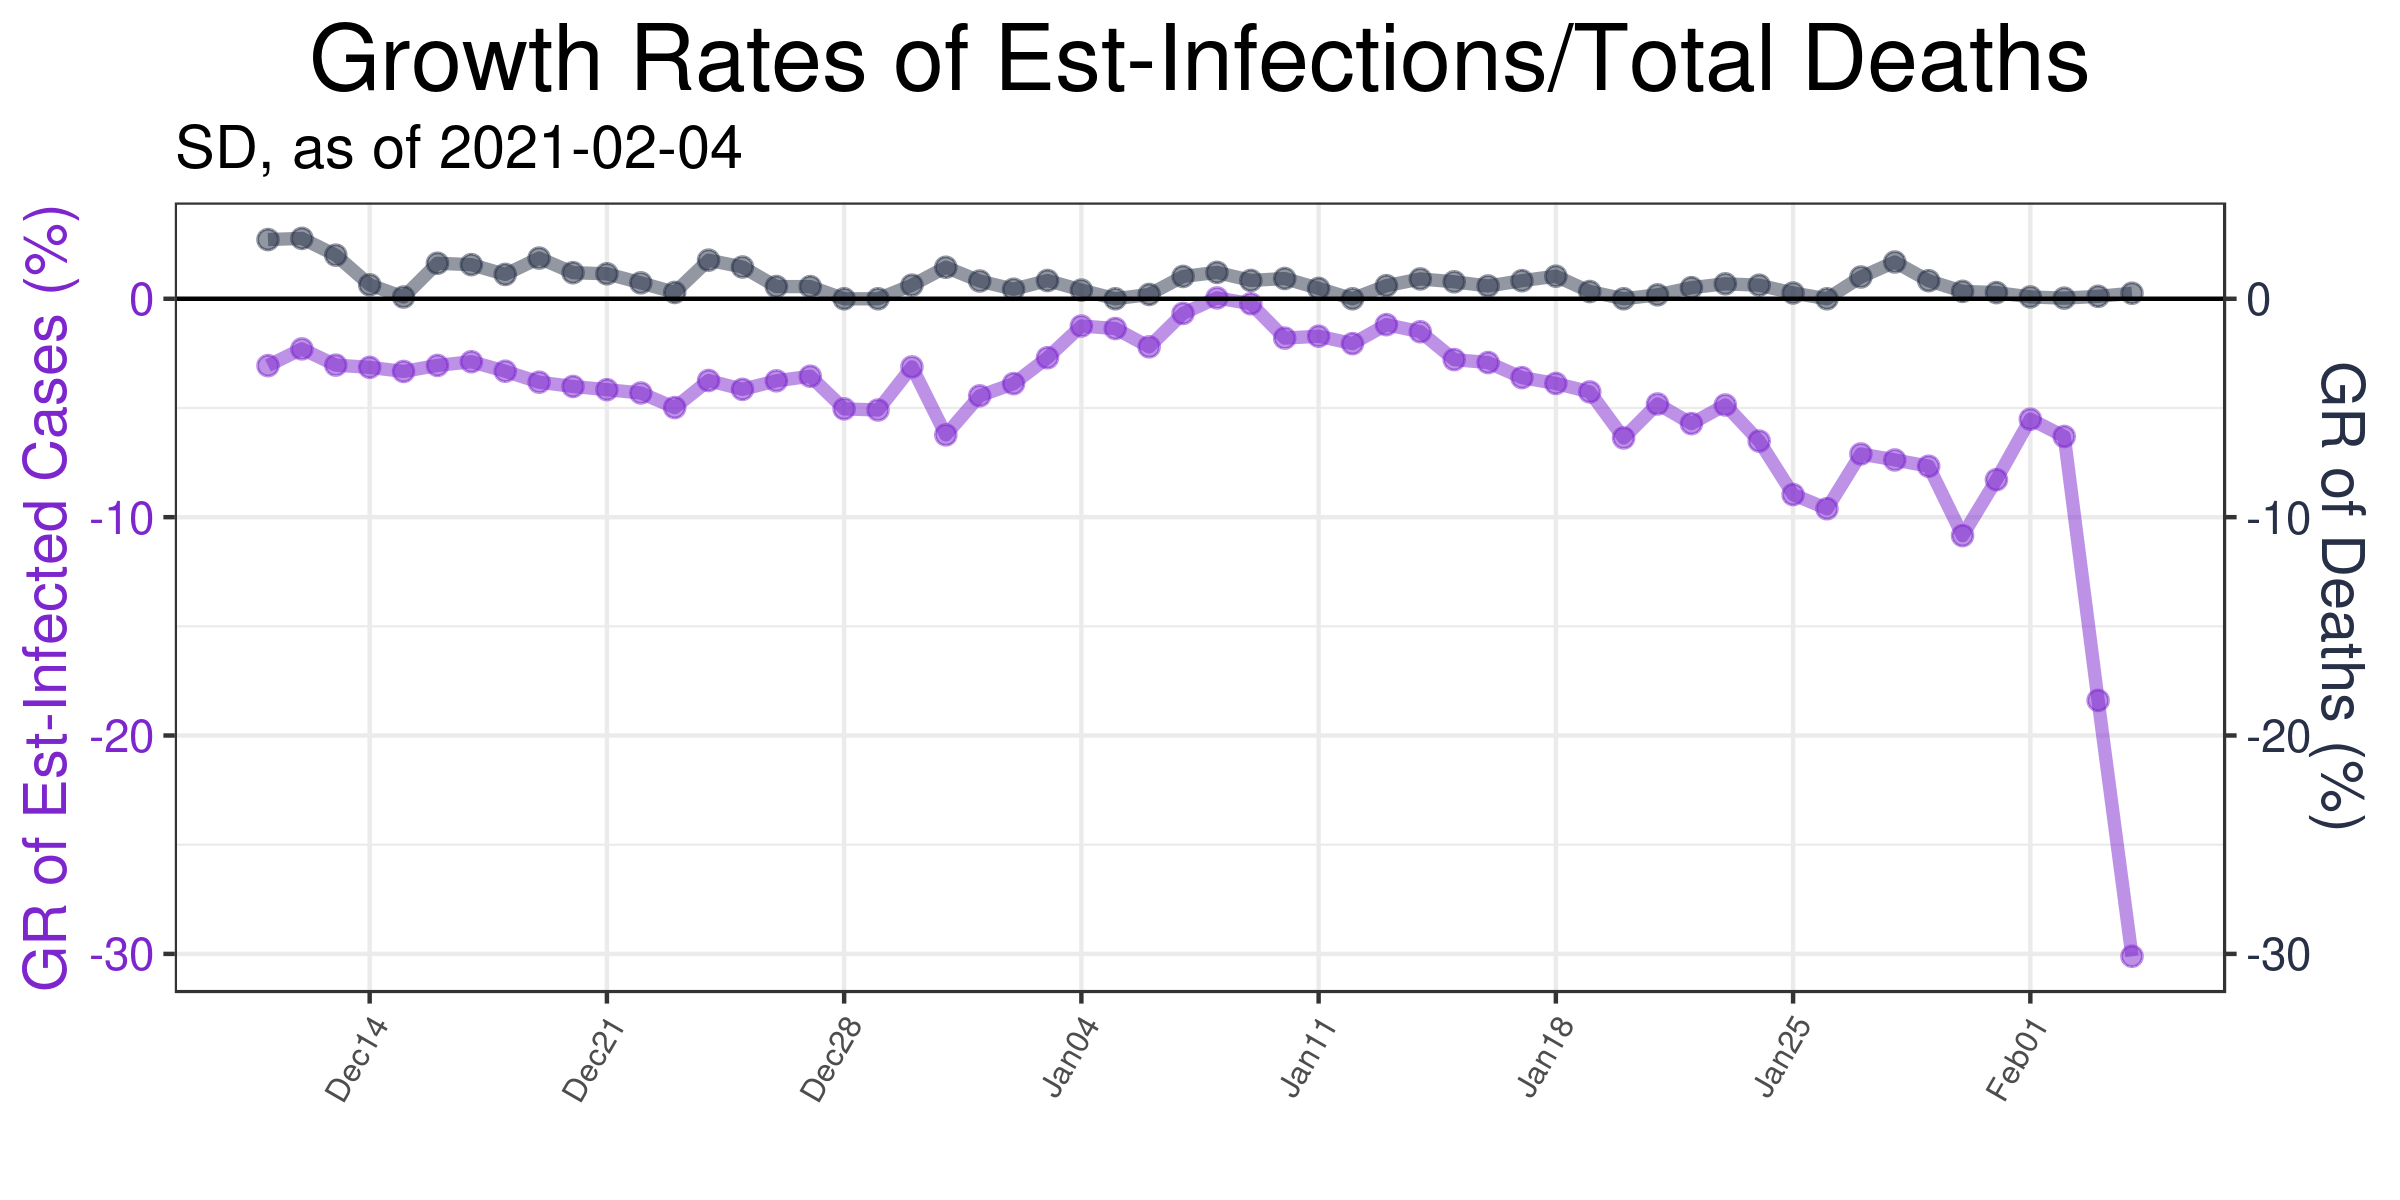 Growth Rates of Est-Infections/Total Deaths
SD, as of 2021-02-04
GR of Est-Infected Cases (%)
0
-10
-20
-30
0
-10
-20
-30
GR of Deaths (%)
Dec14
Dec21
Dec28
Jan04
Jan11
Jan18
Jan25
Feb01